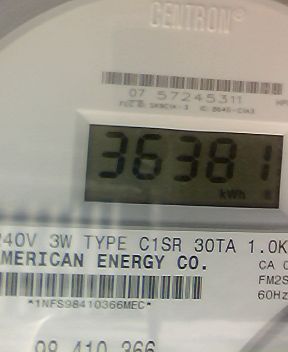 CENTRON®
07 57245311
36381
kWh
240V 3W TYPE C1SR 30TA 1.0K
AMERICAN ENERGY CO.
CA
FM2S
60Hz
*1NFS98410366MEC*
98 410 366